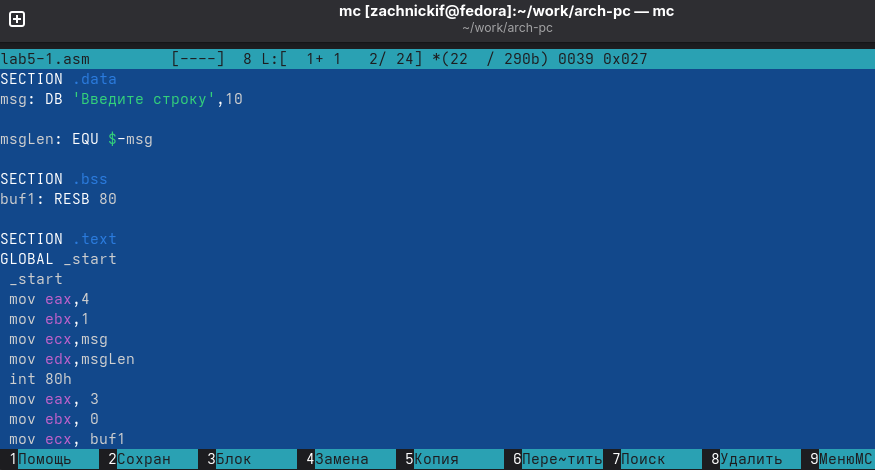 mc [zachnickif@fedora]:~/work/arch-pc — mc
~/work/arch-pc
lab5-1.asm [----] 8 L:[ 1+ 1 2/ 24] *(22 / 290b) 0039 0x027
SECTION .data
msg: DB 'Введите строку',10
msgLen: EQU $-msg
SECTION .bss
buf1: RESB 80
SECTION .text
GLOBAL _start
_start
mov eax,4
mov ebx,1
mov ecx,msg
mov edx,msgLen
int 80h
mov eax, 3
mov ebx, 0
mov ecx, buf1
1Помощь 2Сохран 3Блок 4Замена 5Копия 6Пере~тить 7Поиск 8Удалить 9МенюMC